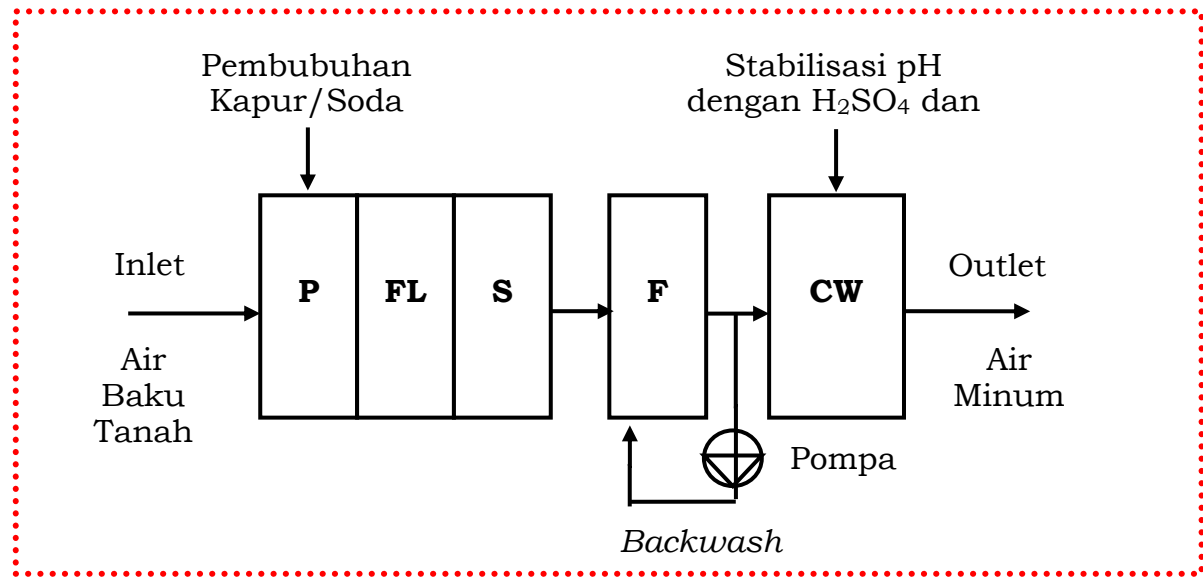 Pembubuhan
Kapur/Soda
Stabilisasi pH
dengan H₂SO₄ dan
Inlet
Air
Baku
Tanah
P
FL
S
F
CW
Outlet
Air
Minum
Pompa
Backwash